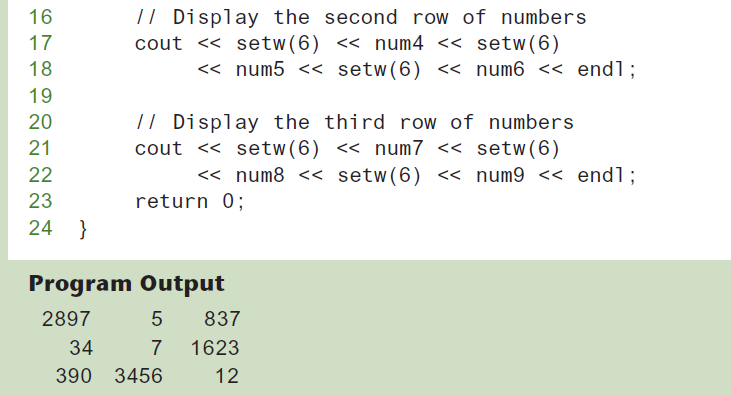 16 // Display the second row of numbers
17 cout << setw(6) << num4 << setw(6)
18 << num5 << setw(6) << num6 << endl;
19
20 // Display the third row of numbers
21 cout << setw(6) << num7 << setw(6)
22 << num8 << setw(6) << num9 << endl;
23 return 0;
24 }
Program Output
2897 5 837
34 7 1623
390 3456 12